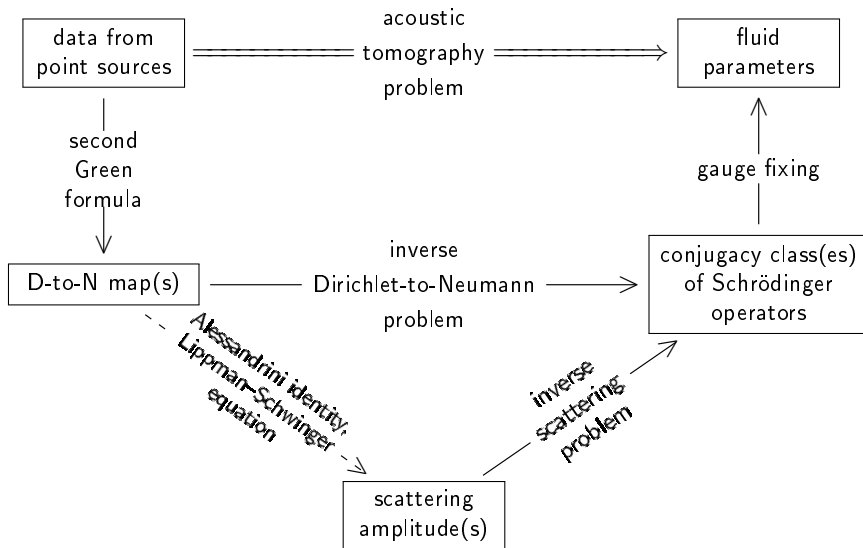 data from
point sources
acoustic
tomography
problem
fluid
parameters
second
Green
formula
gauge fixing
D-to-N map(s)
inverse
Dirichlet-to-Neumann
problem
conjugacy class(es)
of Schrödinger
operators
Alessandrini identity,
Lippman–Schwinger
equation
inverse
scattering
problem
scattering
amplitude(s)